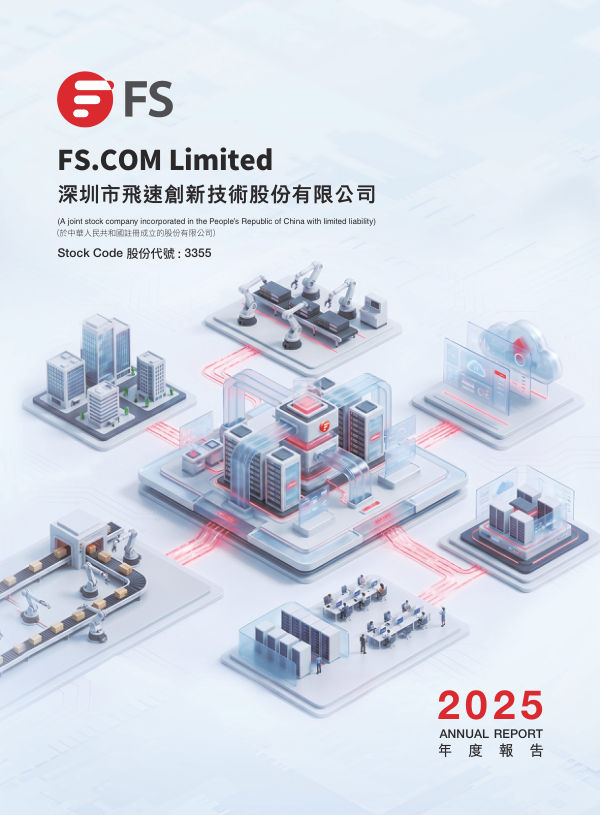 FS
FS.COM Limited
深圳市飛速創新技術股份有限公司
(A joint stock company incorporated in the People's Republic of China with limited liability)
(於中華人民共和國註冊成立的股份有限公司)
Stock Code 股份代號 : 3355
FS
2025
ANNUAL REPORT
年度報告